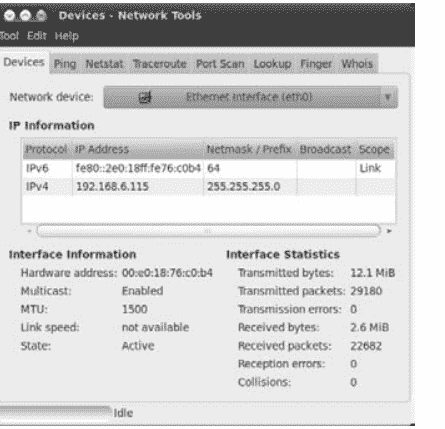 Devices - Network Tools
Tool Edit Help
Devices Ping Netstat Traceroute Port Scan Lookup Finger Whois
Network device: Ethernet Interface (eth0)
IP Information
Protocol IP Address Netmask / Prefix Broadcast Scope
IPv6 fe80::2e0:18ff:fe76:c0b4 64 Link
IPv4 192.168.6.115 255.255.255.0
Interface Information
Hardware address: 00:e0:18:76:c0:b4
Multicast: Enabled
MTU: 1500
Link speed: not available
State: Active
Interface Statistics
Transmitted bytes: 12.1 MiB
Transmitted packets: 29180
Transmission errors: 0
Received bytes: 2.6 MiB
Received packets: 22682
Reception errors: 0
Collisions: 0
Idle